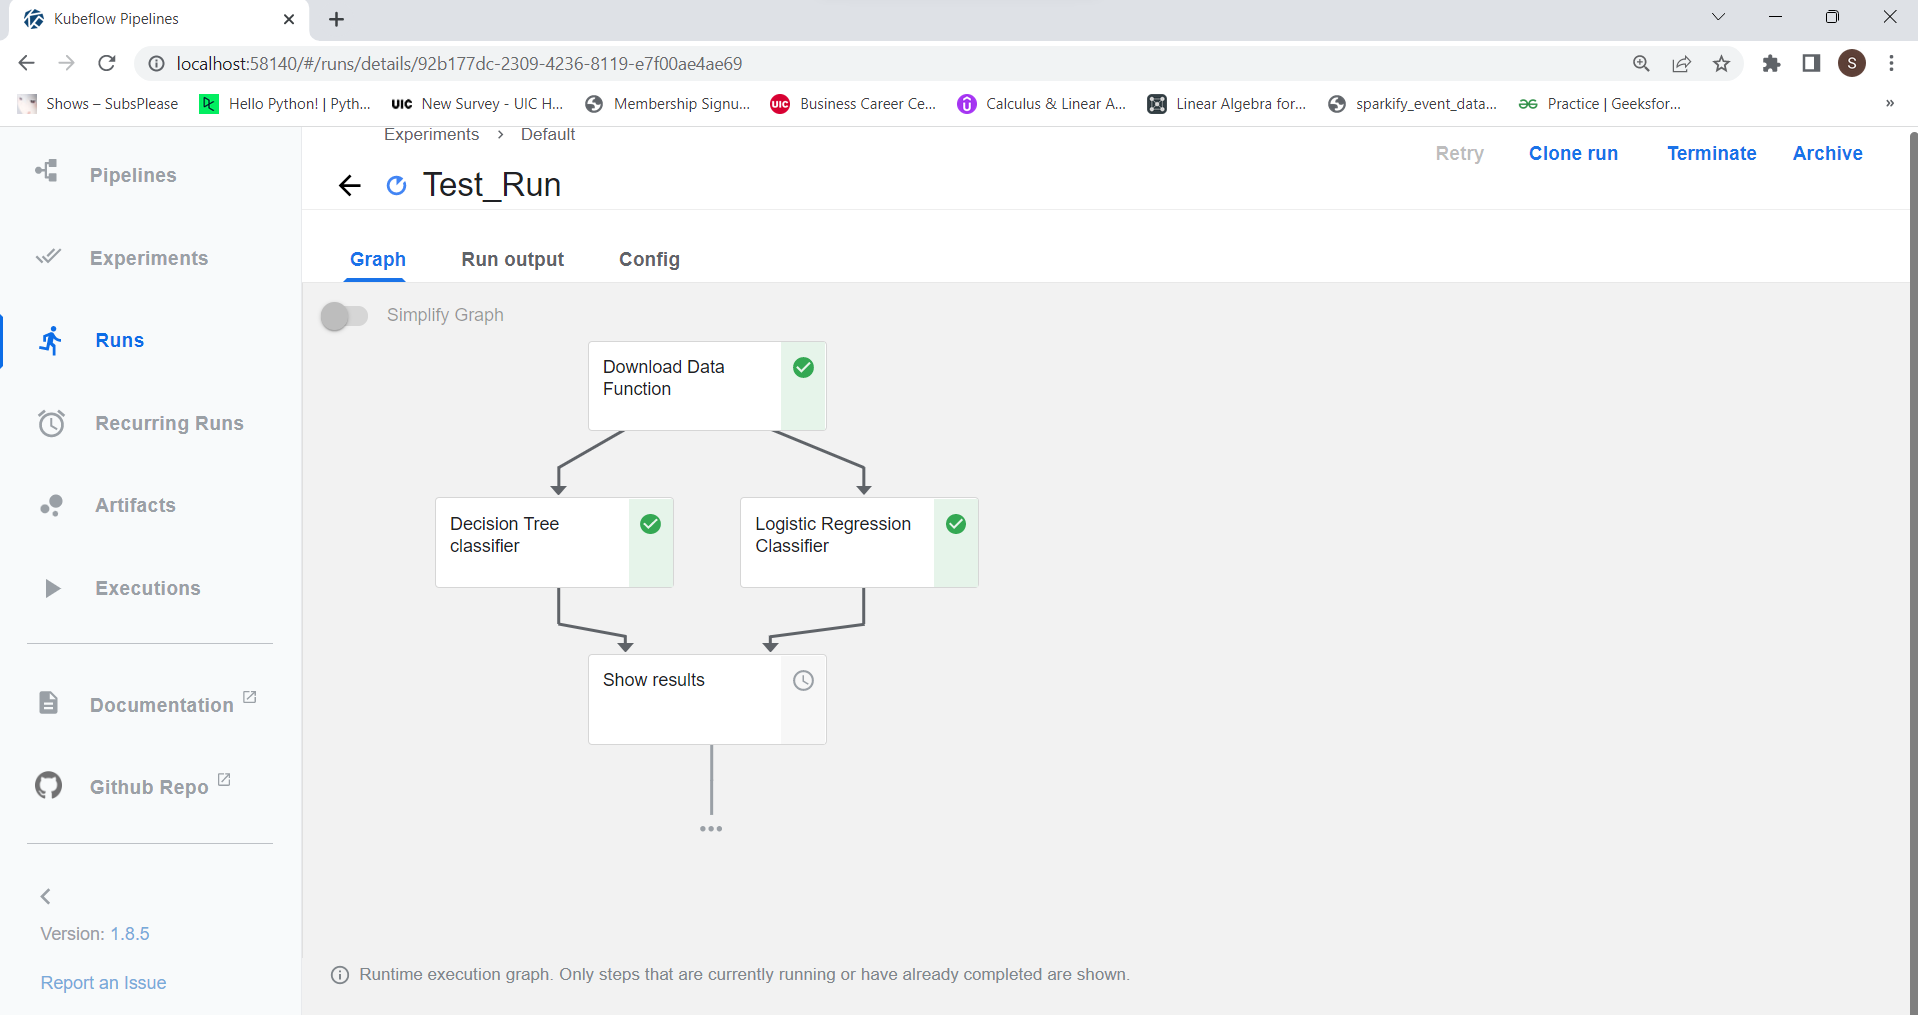 Kubeflow Pipelines
localhost:58140/#/runs/details/92b177dc-2309-4236-8119-e7f00ae4ae69
S
Shows – SubsPlease
Hello Python! | Pyth...
UIC New Survey - UIC H...
Membership Signu...
UIC Business Career Ce...
Calculus & Linear A...
Linear Algebra for...
sparkify_event_data...
Practice | Geeksfor...
»
Pipelines
Experiments
Runs
Recurring Runs
Artifacts
Executions
Documentation
Github Repo
Version: 1.8.5
Report an Issue
Experiments > Default
Test_Run
Retry
Clone run
Terminate
Archive
Graph
Run output
Config
Simplify Graph
Download Data
Function
Decision Tree
classifier
Logistic Regression
Classifier
Show results
Runtime execution graph. Only steps that are currently running or have already completed are shown.